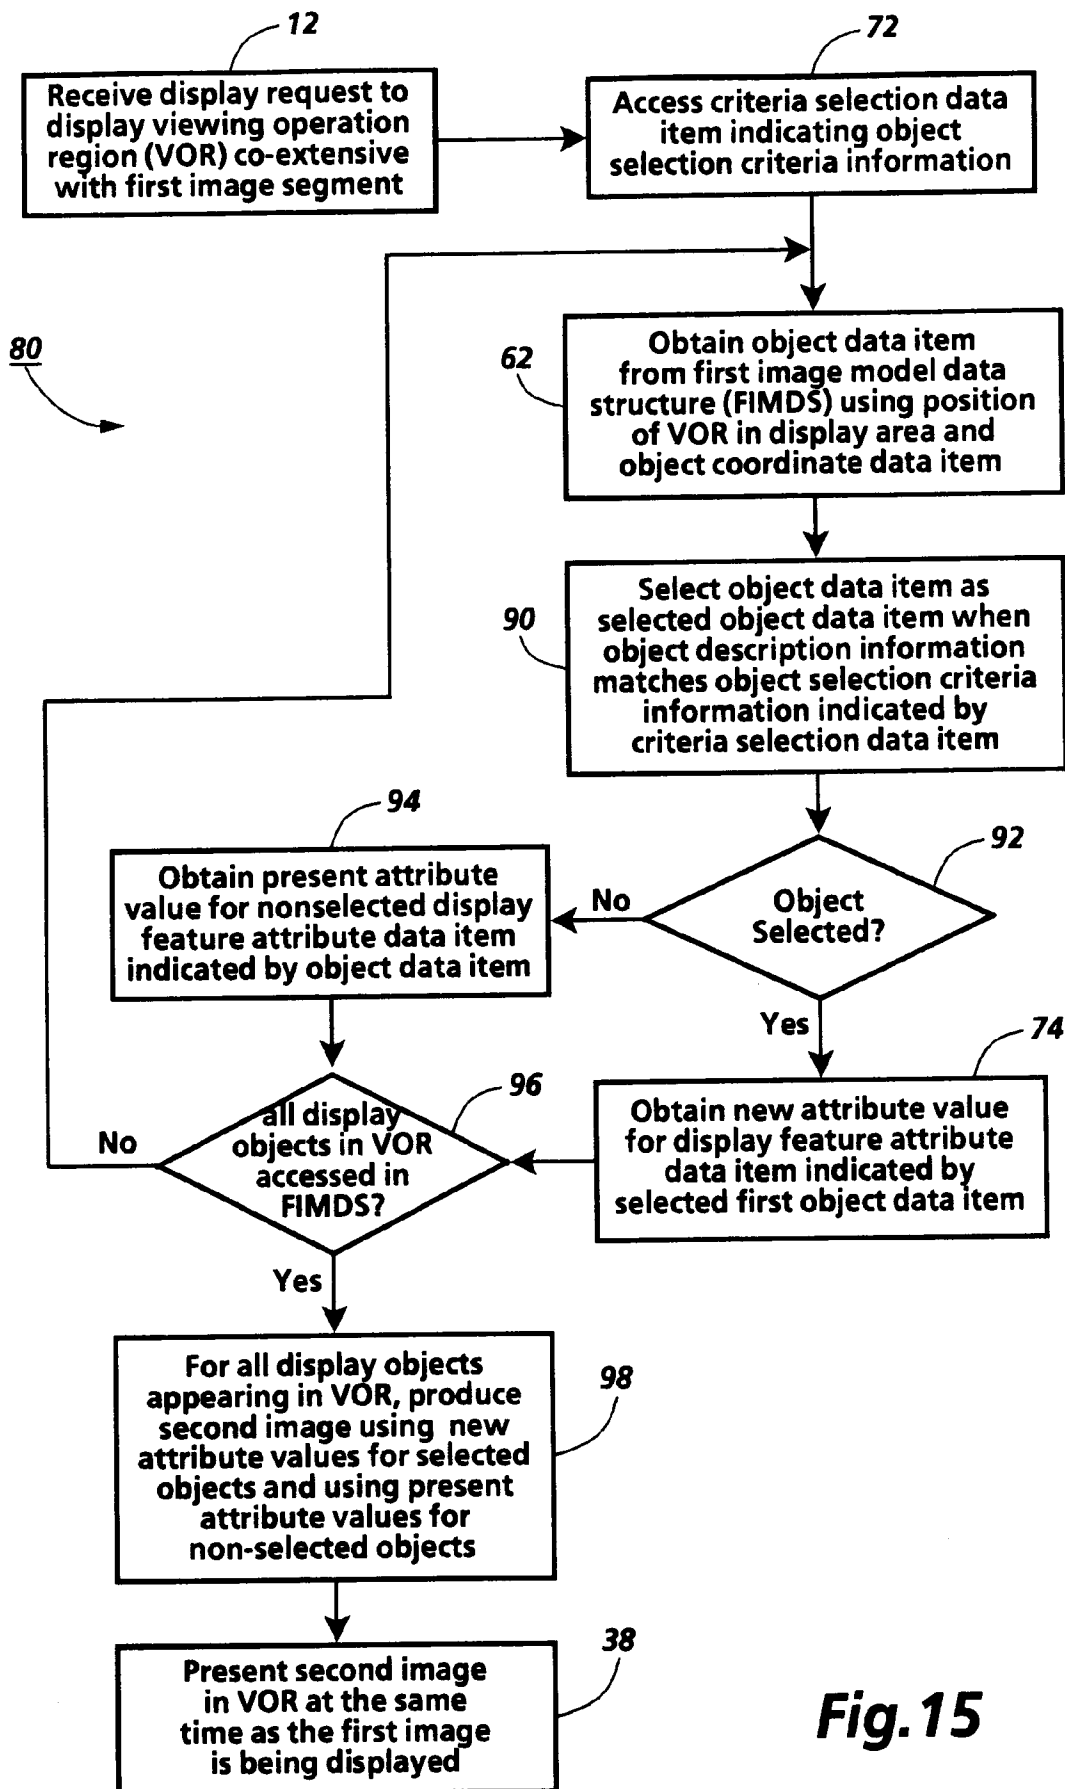 12
Receive display request to
display viewing operation
region (VOR) co-extensive
with first image segment
72
Access criteria selection data
item indicating object
selection criteria information
80
62
Obtain object data item
from first image model data
structure (FIMDS) using position
of VOR in display area and
object coordinate data item
90
Select object data item as
selected object data item when
object description information
matches object selection criteria
information indicated by
criteria selection data item
92
Object
Selected?
No
Yes
94
Obtain present attribute
value for nonselected display
feature attribute data item
indicated by object data item
74
Obtain new attribute value
for display feature attribute
data item indicated by
selected first object data item
96
all display
objects in VOR
accessed in
FIMDS?
No
Yes
98
For all display objects
appearing in VOR, produce
second image using new
attribute values for selected
objects and using present
attribute values for
non-selected objects
38
Present second image
in VOR at the same
time as the first image
is being displayed
Fig.15